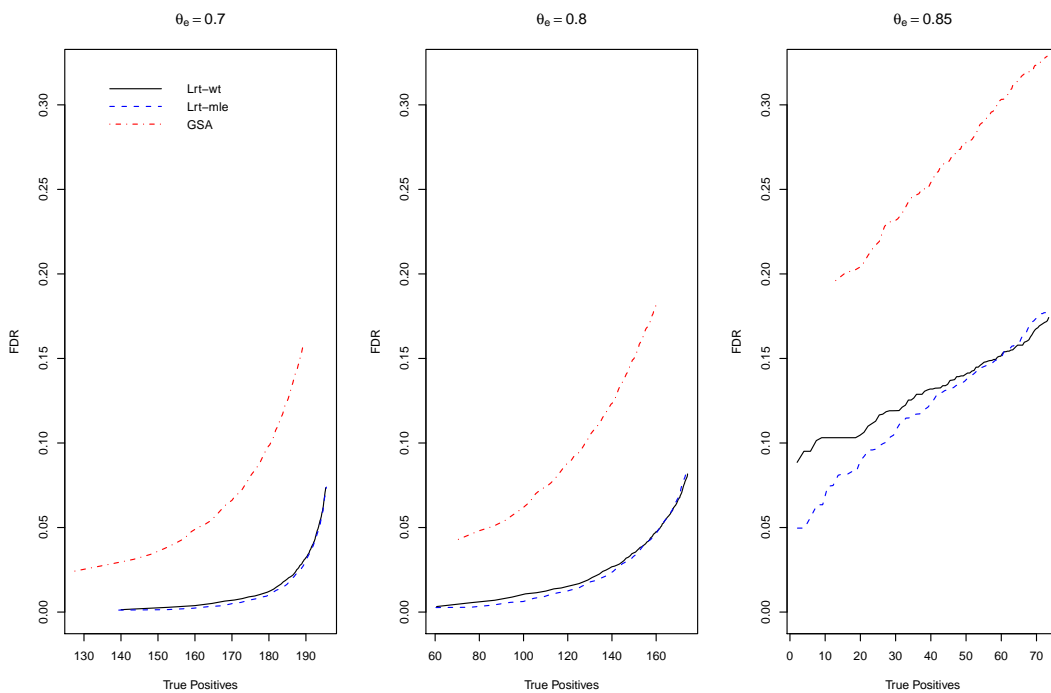 θe = 0.7
FDR
0.00 0.05 0.10 0.15 0.20 0.25 0.30
Lrt−wt
Lrt−mle
GSA
130 140 150 160 170 180 190
True Positives
θe = 0.8
FDR
0.00 0.05 0.10 0.15 0.20 0.25 0.30
60 80 100 120 140 160
True Positives
θe = 0.85
FDR
0.00 0.05 0.10 0.15 0.20 0.25 0.30
0 10 20 30 40 50 60 70
True Positives